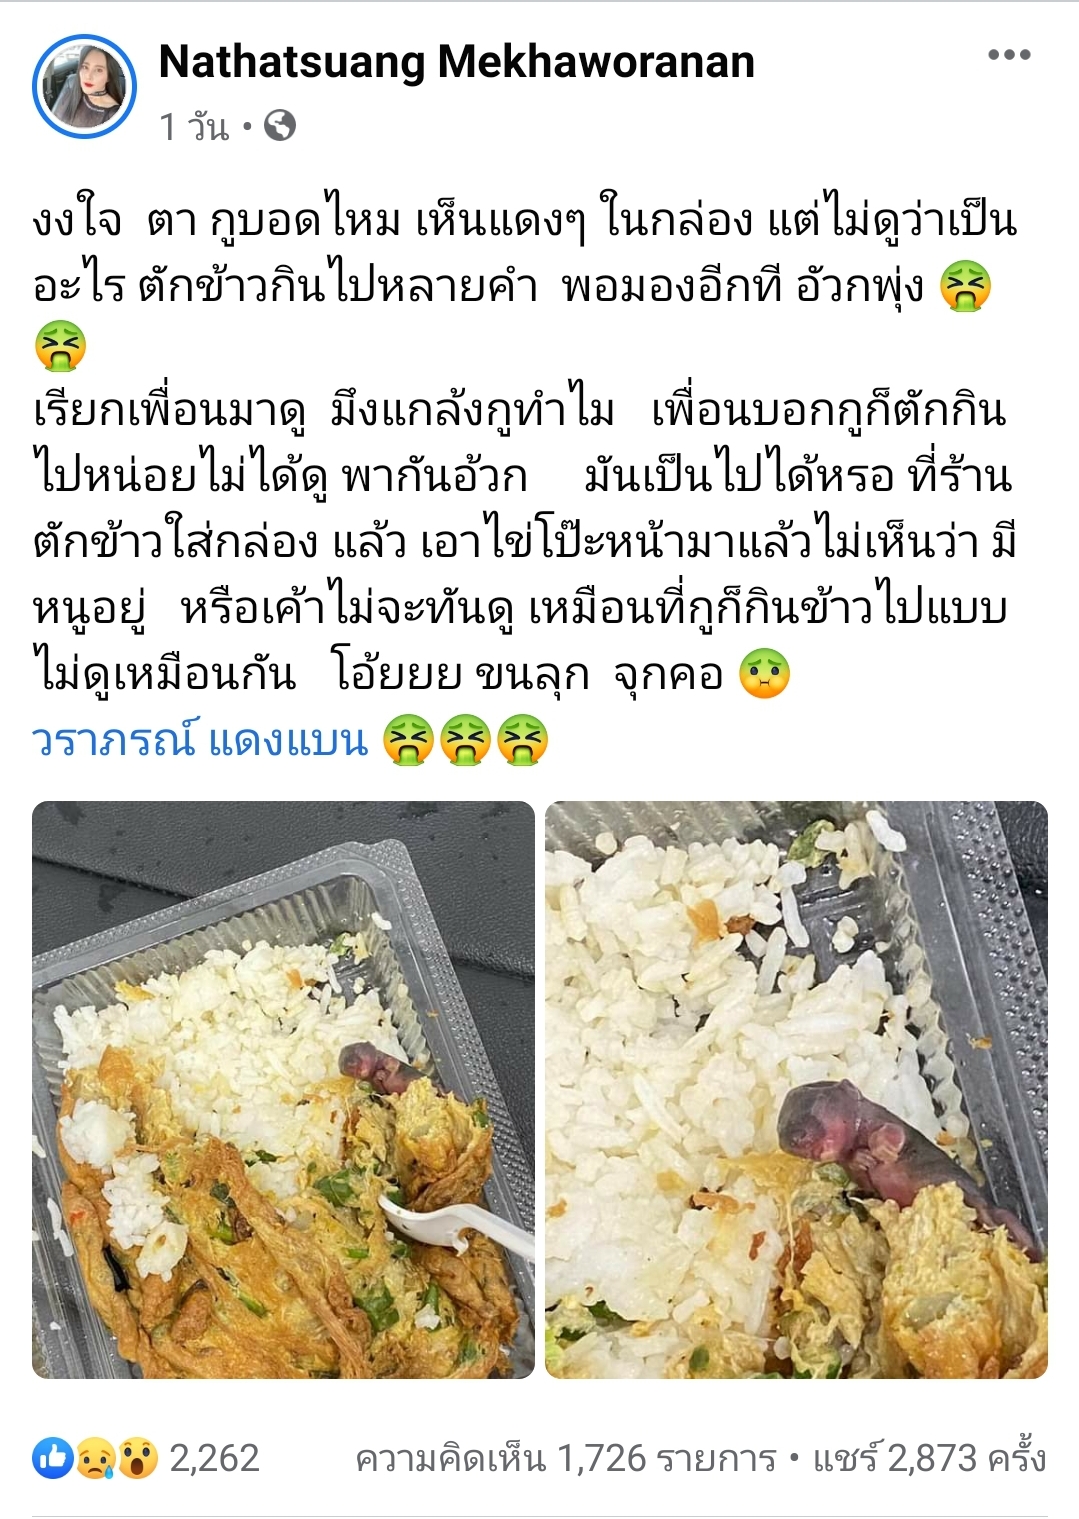 Nathatsuang Mekhaworanan
1 วัน •
งงใจ ตา กูบอดไหม เห็นแดงๆ ในกล่อง แต่ไม่ดูว่าเป็น
อะไร ตักข้าวกินไปหลายคำ พอมองอีกที อัวกพุ่ง 🤮
🤮
เรียกเพื่อนมาดู มึงแกล้งกูทำไม เพื่อนบอกกูก็ตักกิน
ไปหน่อยไม่ได้ดู พากันอ้วก มันเป็นไปได้หรอ ที่ร้าน
ตักข้าวใส่กล่อง แล้ว เอาไข่โป๊ะหน้ามาแล้วไม่เห็นว่า มี
หนูอยู่ หรือเค้าไม่จะทันดู เหมือนที่กูก็กินข้าวไปแบบ
ไม่ดูเหมือนกัน โอ้ยยย ขนลุก จุกคอ 🤢
วราภรณ์ แดงแบน 🤮🤮🤮
2,262 ความคิดเห็น 1,726 รายการ • แชร์ 2,873 ครั้ง